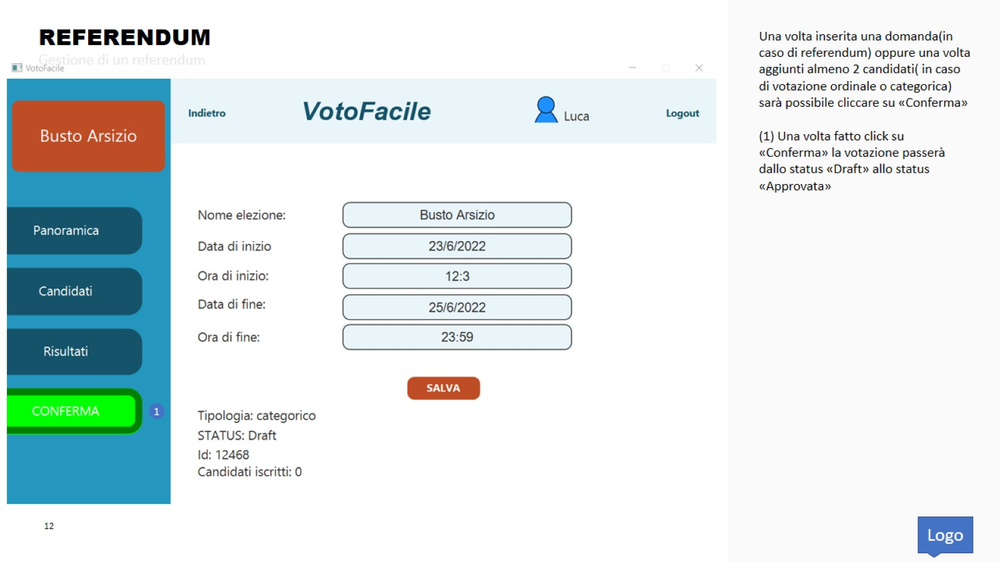 REFERENDUM
Gestione di un referendum
VotoFacile
Busto Arsizio
Indietro
VotoFacile
Luca
Logout
Panoramica
Candidati
Risultati
CONFERMA
1
Nome elezione:
Busto Arsizio
Data di inizio
23/6/2022
Ora di inizio:
12:3
Data di fine:
25/6/2022
Ora di fine:
23:59
SALVA
Tipologia: categorico
STATUS: Draft
Id: 12468
Candidati iscritti: 0
12
Una volta inserita una domanda(in
caso di referendum) oppure una volta
aggiunti almeno 2 candidati( in caso
di votazione ordinale o categorica)
sarà possibile cliccare su «Conferma»
(1) Una volta fatto click su
«Conferma» la votazione passerà
dallo status «Draft» allo status
«Approvata»
Logo